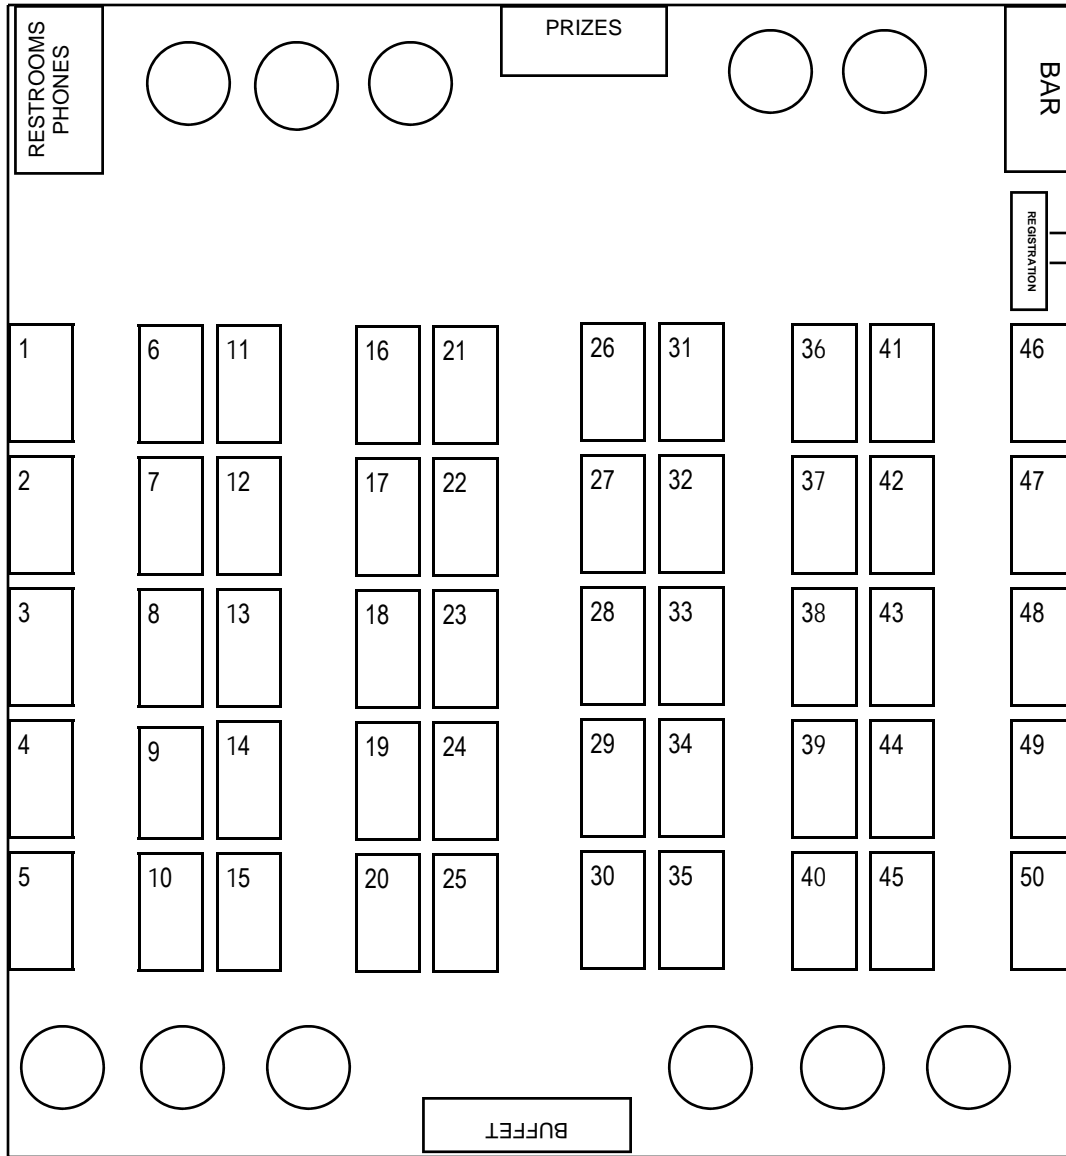 RESTROOMS
PHONES
PRIZES
BAR
REGISTRATION
1 6 11 16 21 26 31 36 41 46
2 7 12 17 22 27 32 37 42 47
3 8 13 18 23 28 33 38 43 48
4 9 14 19 24 29 34 39 44 49
5 10 15 20 25 30 35 40 45 50
BUFFET